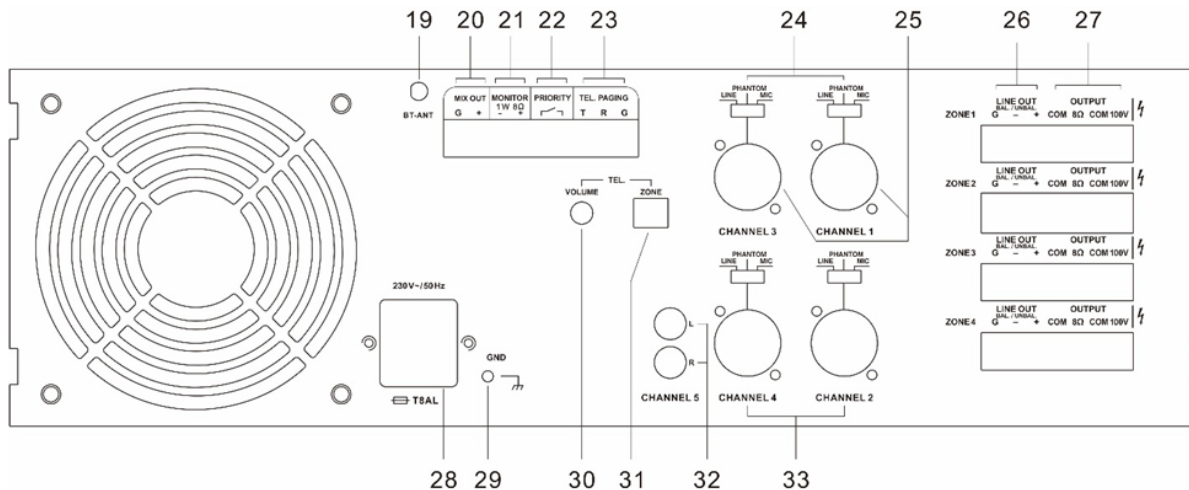 19 20 21 22 23 24 25 26 27
BT-ANT
MIX OUT MONITOR PRIORITY TEL. PAGING
1W 8Ω
G + - + T R G
PHANTOM PHANTOM
LINE MIC LINE MIC
CHANNEL 3 CHANNEL 1
TEL.
VOLUME ZONE
LINE OUT OUTPUT
BAL. / UNBAL.
ZONE1 G - + COM 8Ω COM 100V
LINE OUT OUTPUT
BAL. / UNBAL.
ZONE2 G - + COM 8Ω COM 100V
LINE OUT OUTPUT
BAL. / UNBAL.
ZONE3 G - + COM 8Ω COM 100V
LINE OUT OUTPUT
BAL. / UNBAL.
ZONE4 G - + COM 8Ω COM 100V
PHANTOM PHANTOM
LINE MIC LINE MIC
230V~/50Hz
GND
T8AL
L
R
CHANNEL 5 CHANNEL 4 CHANNEL 2
28 29 30 31 32 33